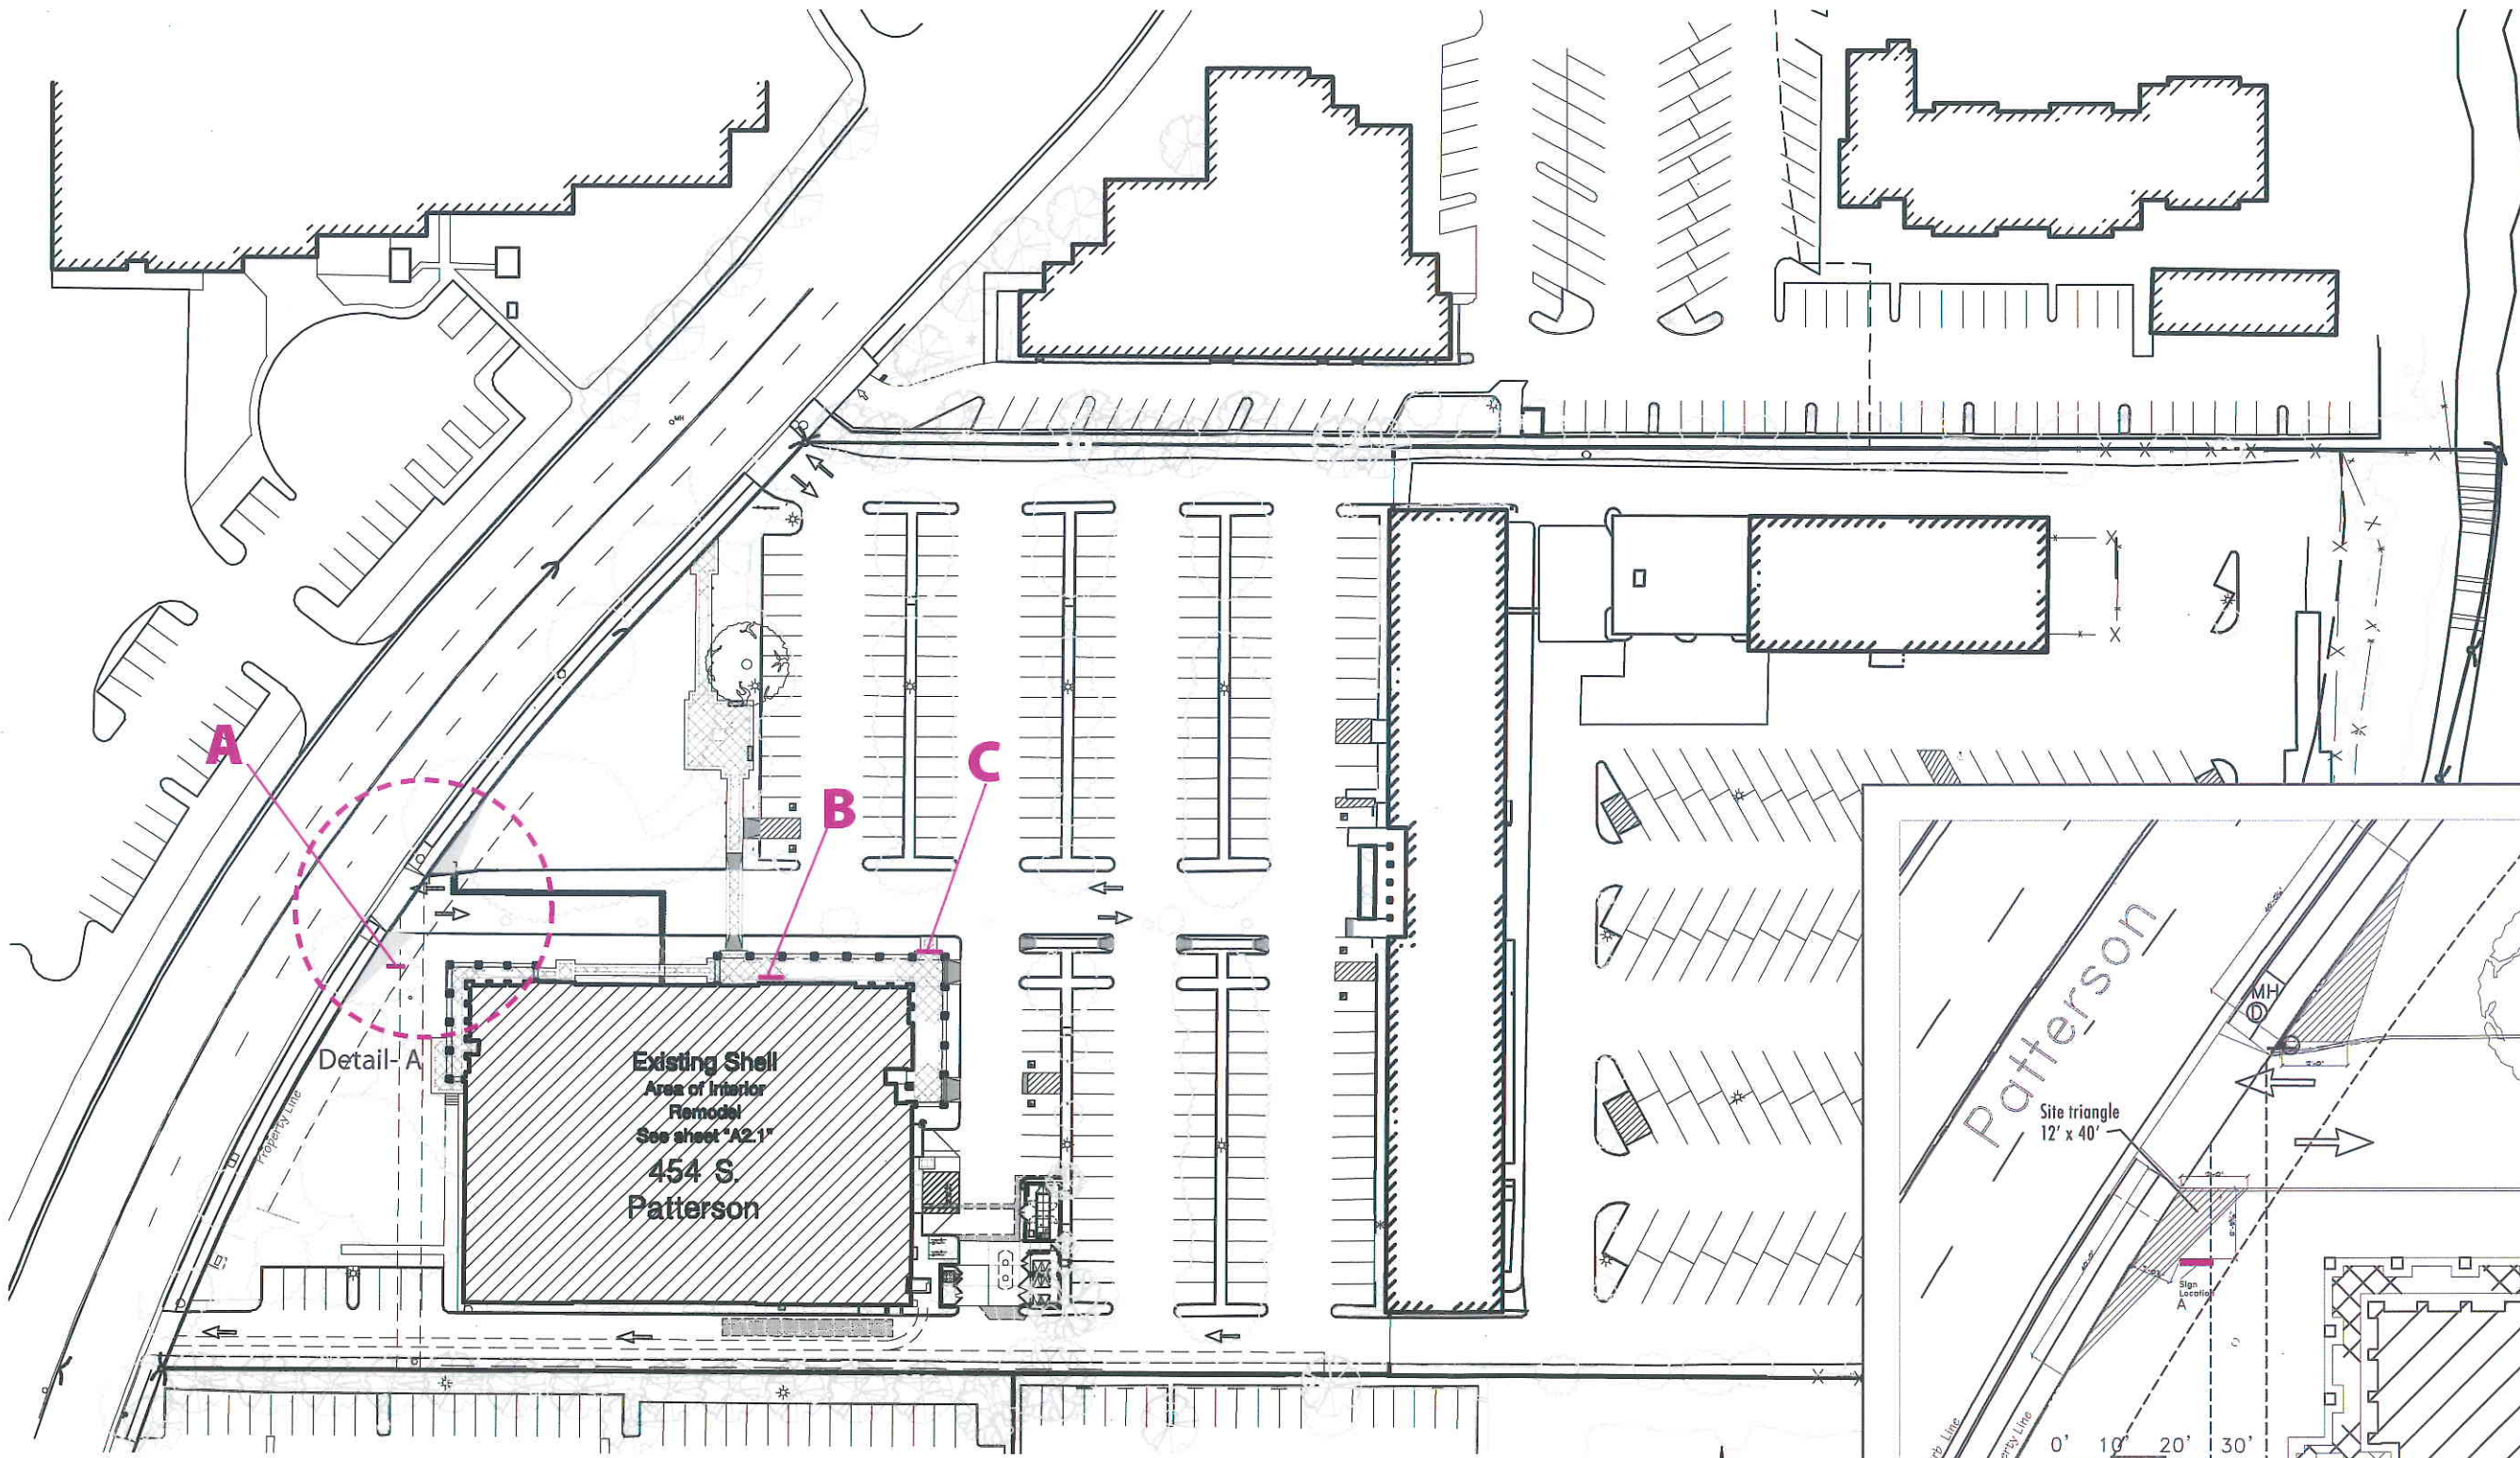 A
B
C
MH
Detail- A
Property Line
Existing Shell
Area of Interior
Remodel
See sheet "A2.1"
454 S.
Patterson
Patterson
MH
D
Site triangle
12' x 40'
Sign
Location
A
0' 10' 20' 30'